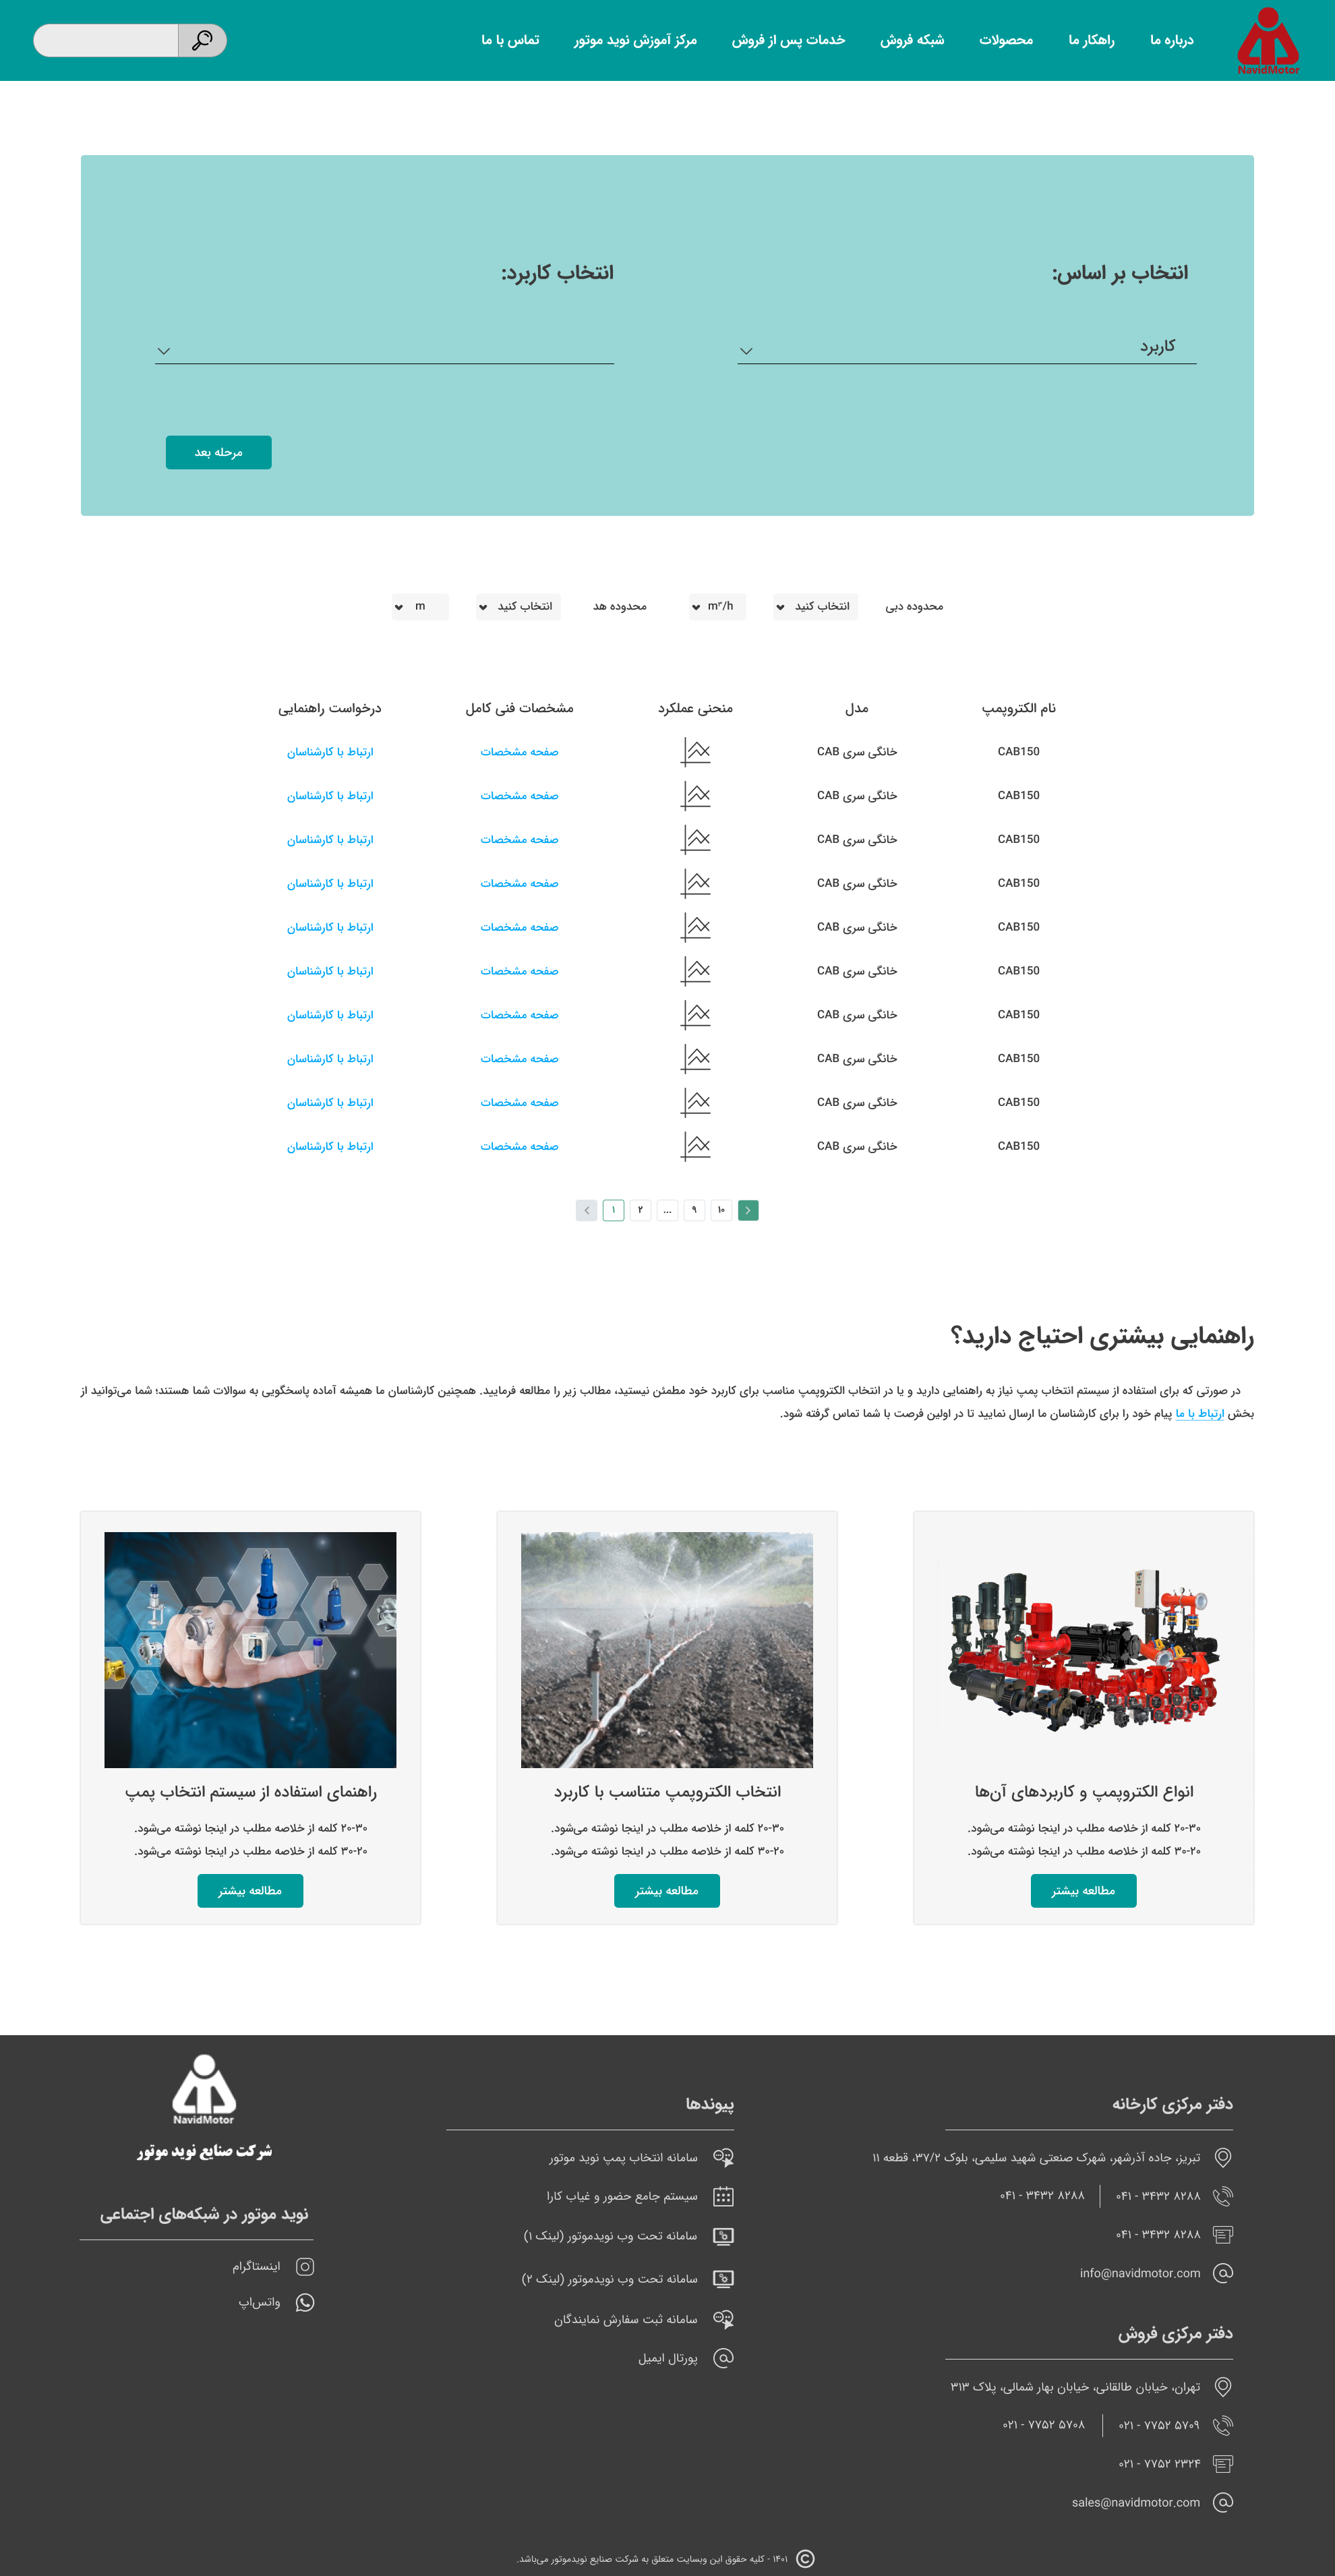 NavidMotor
درباره ما
راهکار ما
محصولات
شبکه فروش
خدمات پس از فروش
مرکز آموزش نوید موتور
تماس با ما
انتخاب بر اساس:
انتخاب کاربرد:
کاربرد
مرحله بعد
محدوده دبی
انتخاب کنید
m³/h
محدوده هد
انتخاب کنید
m
نام الکتروپمپ مدل منحنی عملکرد مشخصات فنی کامل درخواست راهنمایی
CAB150 خانگی سری CAB صفحه مشخصات ارتباط با کارشناسان
CAB150 خانگی سری CAB صفحه مشخصات ارتباط با کارشناسان
CAB150 خانگی سری CAB صفحه مشخصات ارتباط با کارشناسان
CAB150 خانگی سری CAB صفحه مشخصات ارتباط با کارشناسان
CAB150 خانگی سری CAB صفحه مشخصات ارتباط با کارشناسان
CAB150 خانگی سری CAB صفحه مشخصات ارتباط با کارشناسان
CAB150 خانگی سری CAB صفحه مشخصات ارتباط با کارشناسان
CAB150 خانگی سری CAB صفحه مشخصات ارتباط با کارشناسان
CAB150 خانگی سری CAB صفحه مشخصات ارتباط با کارشناسان
CAB150 خانگی سری CAB صفحه مشخصات ارتباط با کارشناسان
۱ ۲ ... ۹ ۱۰
راهنمایی بیشتری احتیاج دارید؟
در صورتی که برای استفاده از سیستم انتخاب پمپ نیاز به راهنمایی دارید و یا در انتخاب الکتروپمپ مناسب برای کاربرد خود مطمئن نیستید، مطالب زیر را مطالعه فرمایید. همچنین کارشناسان ما همیشه آماده پاسخگویی به سوالات شما هستند؛ شما می‌توانید از
بخش ارتباط با ما پیام خود را برای کارشناسان ما ارسال نمایید تا در اولین فرصت با شما تماس گرفته شود.
انواع الکتروپمپ و کاربردهای آن‌ها
۲۰-۳۰ کلمه از خلاصه مطلب در اینجا نوشته می‌شود.
۳۰-۲۰ کلمه از خلاصه مطلب در اینجا نوشته می‌شود.
مطالعه بیشتر
انتخاب الکتروپمپ متناسب با کاربرد
۲۰-۳۰ کلمه از خلاصه مطلب در اینجا نوشته می‌شود.
۳۰-۲۰ کلمه از خلاصه مطلب در اینجا نوشته می‌شود.
مطالعه بیشتر
راهنمای استفاده از سیستم انتخاب پمپ
۲۰-۳۰ کلمه از خلاصه مطلب در اینجا نوشته می‌شود.
۳۰-۲۰ کلمه از خلاصه مطلب در اینجا نوشته می‌شود.
مطالعه بیشتر
دفتر مرکزی کارخانه
تبریز، جاده آذرشهر، شهرک صنعتی شهید سلیمی، بلوک ۳۷/۲، قطعه ۱۱
۰۴۱ - ۳۴۳۲ ۸۲۸۸
۰۴۱ - ۳۴۳۲ ۸۲۸۸
۰۴۱ - ۳۴۳۲ ۸۲۸۸
info@navidmotor.com
دفتر مرکزی فروش
تهران، خیابان طالقانی، خیابان بهار شمالی، پلاک ۳۱۳
۰۲۱ - ۷۷۵۲ ۵۷۰۹
۰۲۱ - ۷۷۵۲ ۵۷۰۸
۰۲۱ - ۷۷۵۲ ۲۳۲۴
sales@navidmotor.com
پیوندها
سامانه انتخاب پمپ نوید موتور
سیستم جامع حضور و غیاب کارا
سامانه تحت وب نویدموتور (لینک ۱)
سامانه تحت وب نویدموتور (لینک ۲)
سامانه ثبت سفارش نمایندگان
پورتال ایمیل
NavidMotor
شرکت صنایع نوید موتور
نوید موتور در شبکه‌های اجتماعی
اینستاگرام
واتس‌اپ
۱۴۰۱ - کلیه حقوق این وبسایت متعلق به شرکت صنایع نویدموتور می‌باشد.